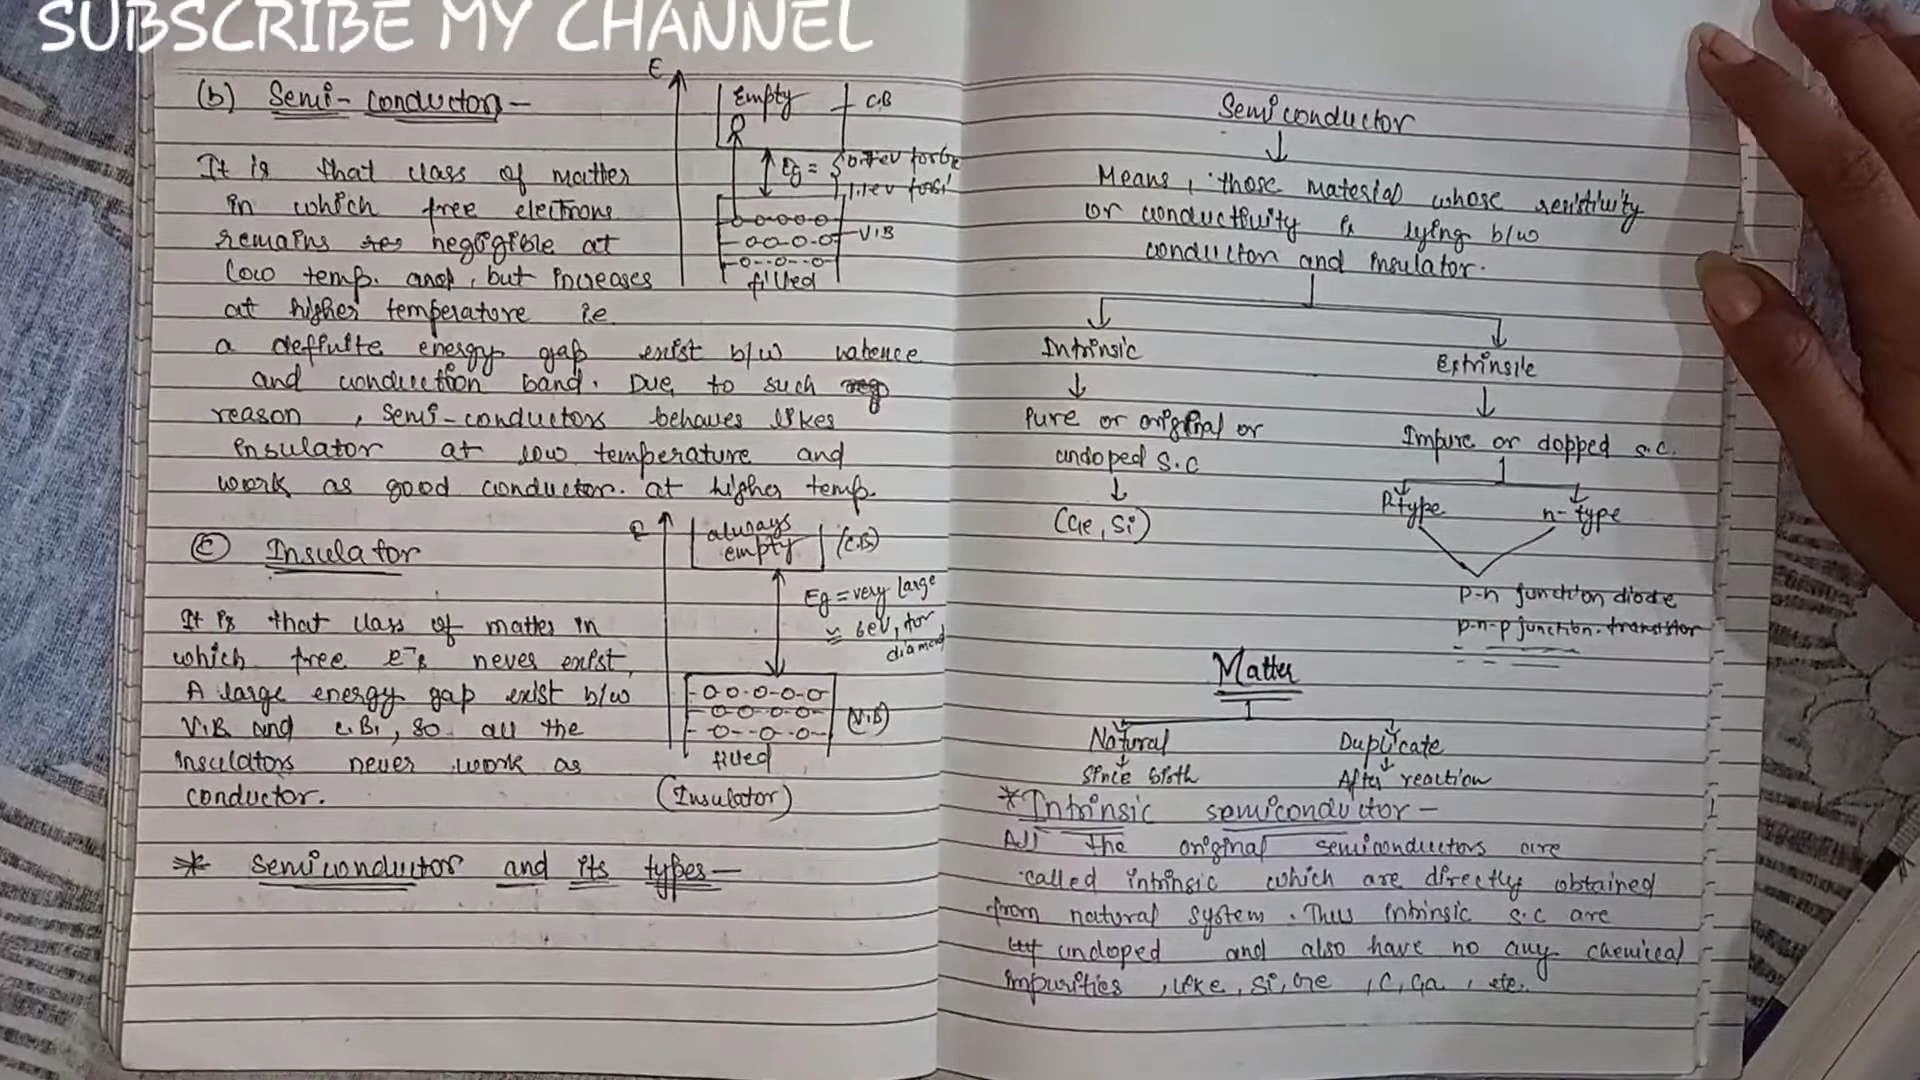 SUBSCRIBE MY CHANNEL
(b) Semi-conductor -
It is that class of matter
in which free electrons
remains negligible at
low temp. and, but increases
at higher temperature i.e
a deffuite energy gap exist b/w valence
and conduction band. Due to such
reason, semi-conductors behaves likes
insulator at low temperature and
work as good conductor. at higher temp.
E
Empty
C.B
Eg =
1.1ev for Si
V.B
filled
(C) Insulator
It is that class of matter in
which free e⁻s never exist
A large energy gap exist b/w
V.B and C.B, so all the
insulators never work as
conductor.
E
always
empty
(C.B)
Eg = very large
≈ 6eV, for
diamond
(V.B)
filled
(Insulator)
* Semiconductor and its types -
Semiconductor
Means, those material whose resistivity
or conductivity is lying b/w
conductor and insulator.
Intrinsic
Extrinsic
Pure or original or
undoped s.c
(Ge, Si)
Impure or dopped s.c.
P-type
n-type
p-n junction diode
p-n-p junction transistor
Matter
Natural
Duplicate
Since birth
After reaction
* Intrinsic semiconductor -
All the original semiconductors are
called intrinsic which are directly obtained
from natural system. Thus intrinsic s.c are
undoped and also have no any chemical
impurities, like, Si, Ge, C, Ga, etc.